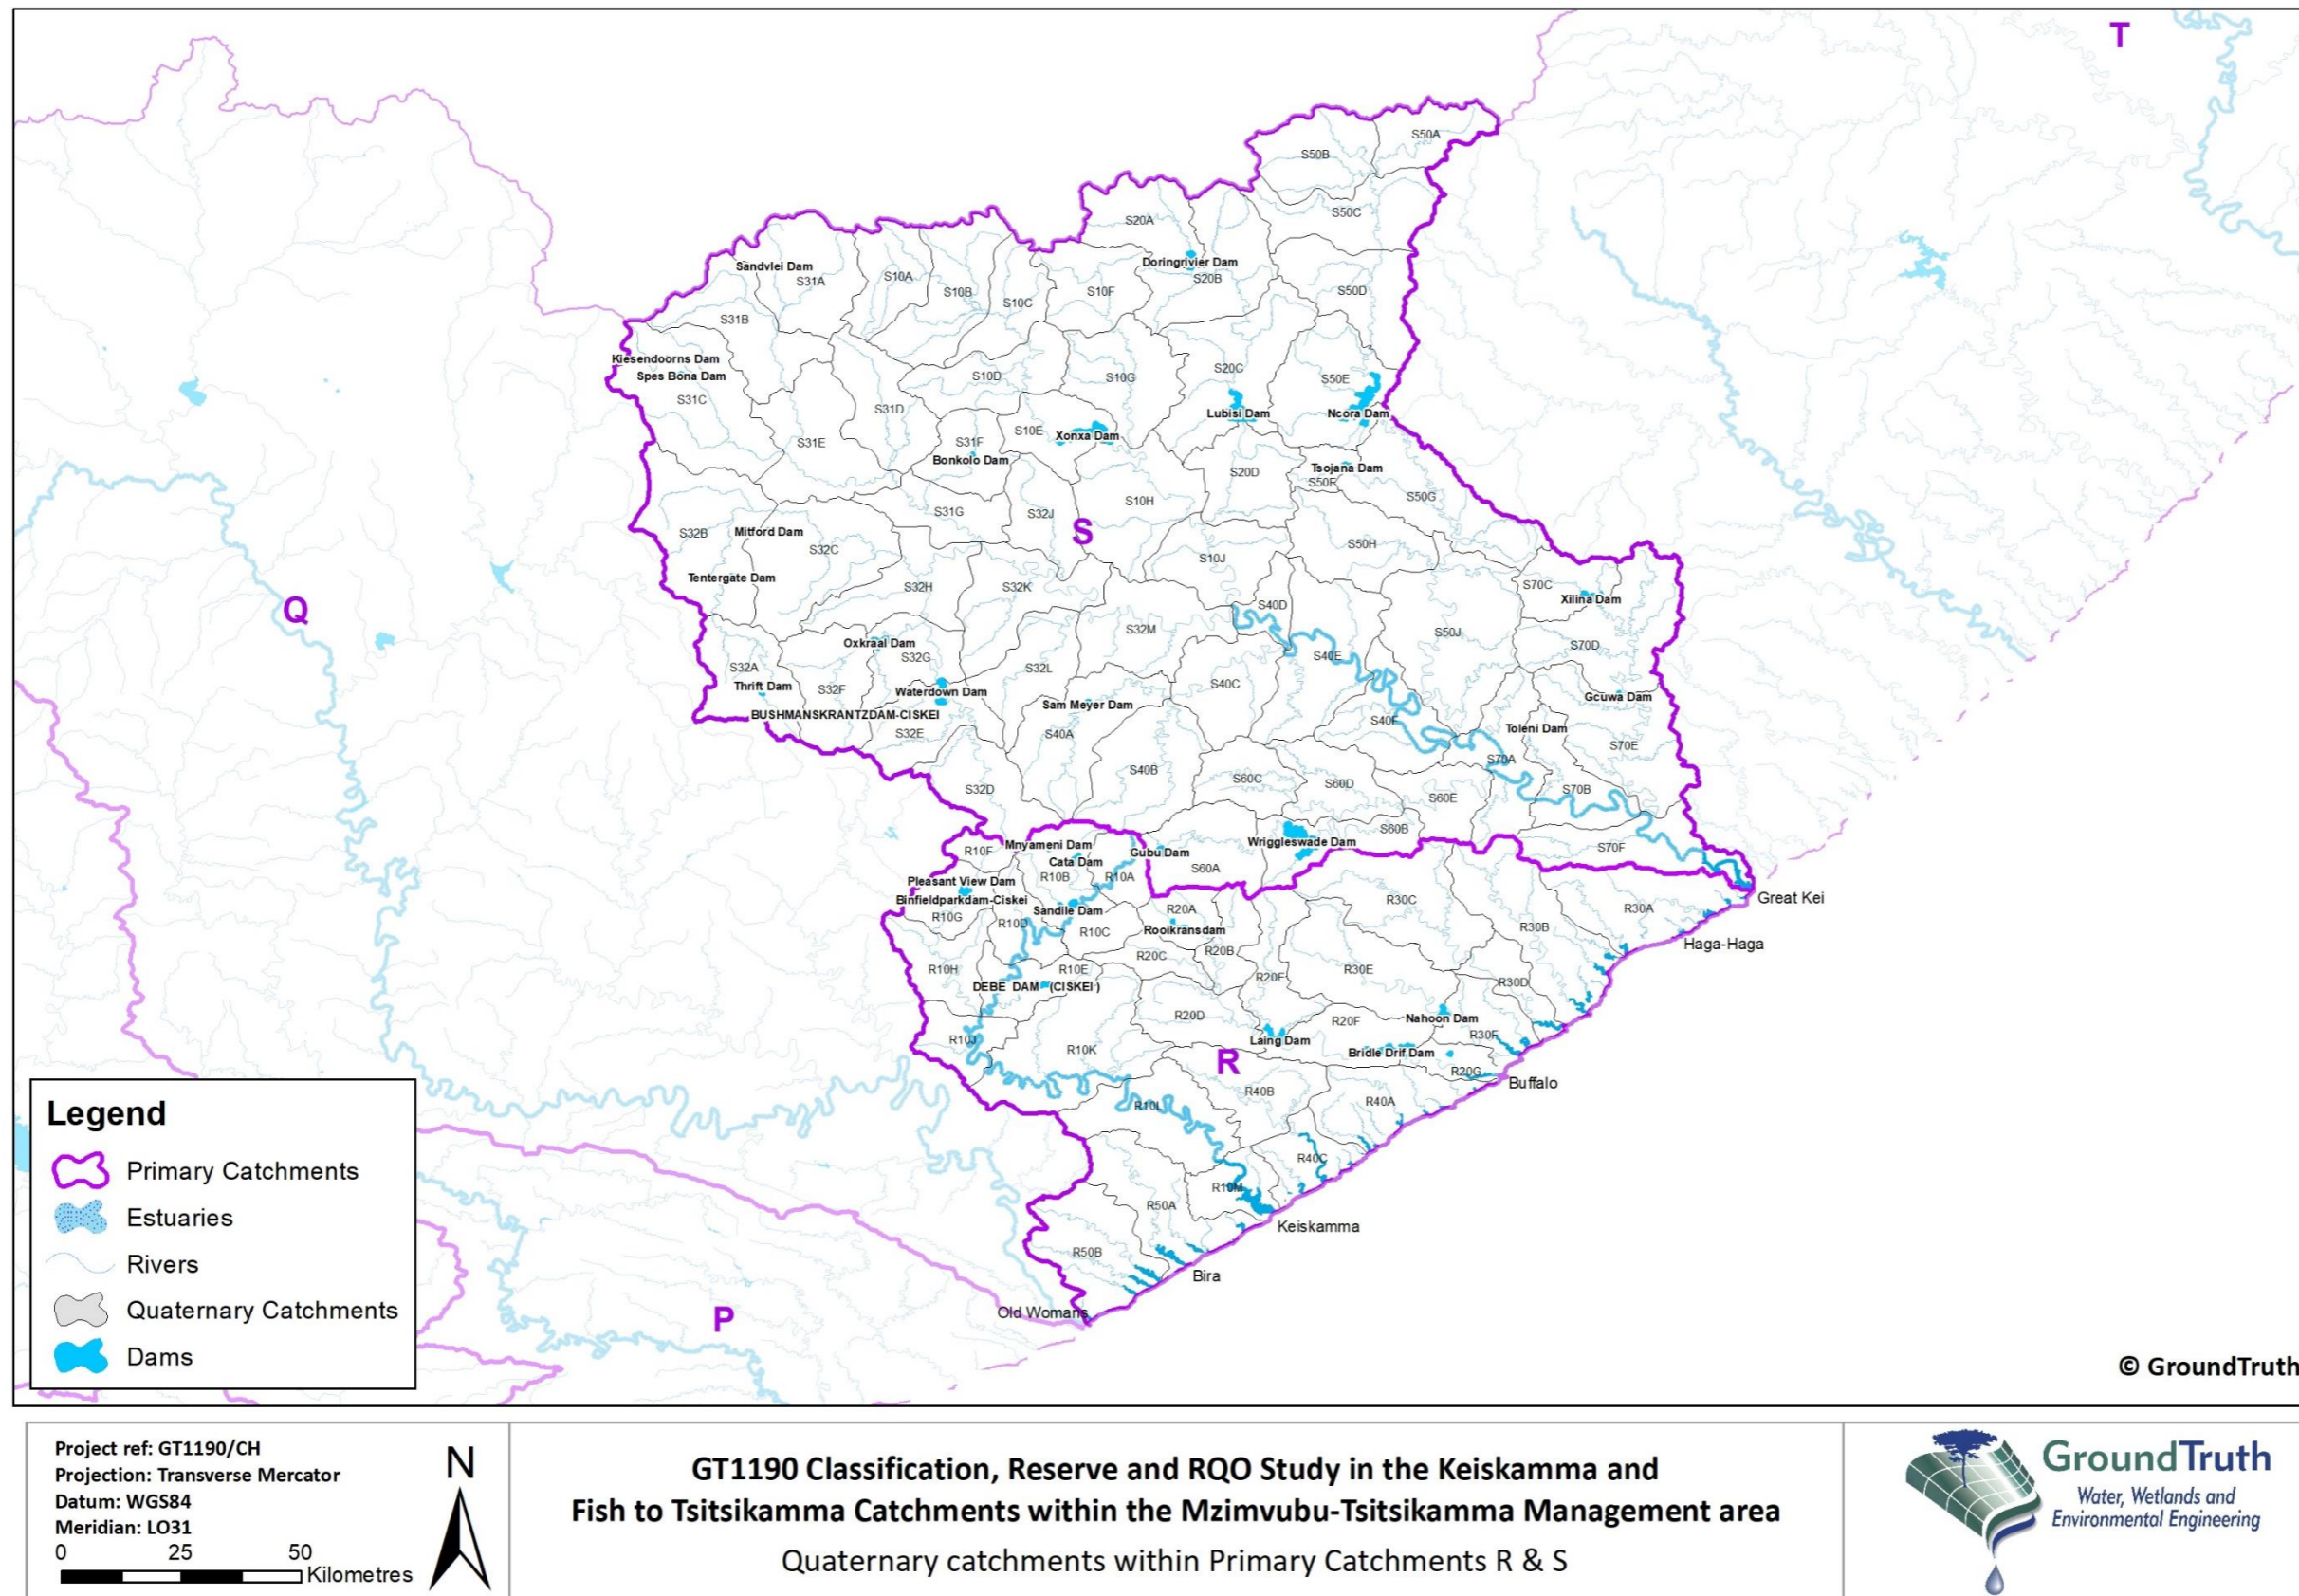 T
S50A
S50B
S20A
S50C
Doringrivier Dam
Sandvlei Dam
S31A
S10A
S10B
S10C
S10F
S20B
S50D
S31B
Kiesendoorns Dam
Spes Bona Dam
S31C
S10D
S10G
S20C
S50E
S31D
Lubisi Dam
Ncora Dam
S31E
S31F
S10E
Xonxa Dam
Bonkolo Dam
S20D
Tsojana Dam
S50F
S50G
S31G
S32J
S10H
S
S32B
Mitford Dam
S32C
S50H
S10J
Tentergate Dam
S32H
S32K
S70C
Xilina Dam
Q
S40D
S32M
S50J
Oxkraal Dam
S32G
S40E
S70D
S32A
S32L
Thrift Dam
S32F
Waterdown Dam
S40C
Gcuwa Dam
Sam Meyer Dam
BUSHMANSKRANTZDAM-CISKEI
S40F
Toleni Dam
S32E
S40A
S70E
S70A
S40B
S60C
S60D
S32D
S60E
S70B
S60B
Mnyameni Dam
R10F
Cata Dam
Gubu Dam
Wriggleswade Dam
S70F
R10B
R10A
S60A
Pleasant View Dam
Binfieldparkdam-Ciskei
Great Kei
R10G
Sandile Dam
R20A
R30C
R30A
R10D
R10C
Rooikransdam
R30B
Haga-Haga
R20C
R20B
R10H
R10E
R20E
R30E
DEBE DAM (CISKEI)
R30D
R20D
R20F
Nahoon Dam
R10J
R10K
Laing Dam
R30F
Bridle Drif Dam
R
R20G
Buffalo
R40B
R40A
R10L
R40C
R10M
R50A
Keiskamma
R50B
Bira
Old Womans
P
Legend
Primary Catchments
Estuaries
Rivers
Quaternary Catchments
Dams
© GroundTruth
Project ref: GT1190/CH
Projection: Transverse Mercator
Datum: WGS84
Meridian: LO31
0 25 50
Kilometres
N
GT1190 Classification, Reserve and RQO Study in the Keiskamma and
Fish to Tsitsikamma Catchments within the Mzimvubu-Tsitsikamma Management area
Quaternary catchments within Primary Catchments R & S
GroundTruth
Water, Wetlands and
Environmental Engineering